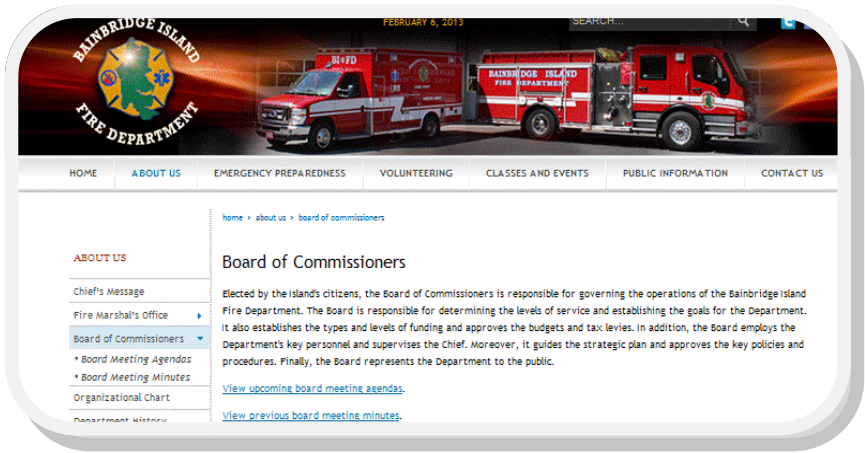 FEBRUARY 6, 2013
SEARCH...
BAINBRIDGE ISLAND
FIRE DEPARTMENT
BI FD
BAINBRIDGE ISLAND
FIRE DEPARTMENT
HOME
ABOUT US
EMERGENCY PREPAREDNESS
VOLUNTEERING
CLASSES AND EVENTS
PUBLIC INFORMATION
CONTACT US
home › about us › board of commissioners
ABOUT US
Chief's Message
Fire Marshal's Office
Board of Commissioners
• Board Meeting Agendas
• Board Meeting Minutes
Organizational Chart
Department History
Board of Commissioners
Elected by the Island's citizens, the Board of Commissioners is responsible for governing the operations of the Bainbridge Island
Fire Department. The Board is responsible for determining the levels of service and establishing the goals for the Department.
It also establishes the types and levels of funding and approves the budgets and tax levies. In addition, the Board employs the
Department's key personnel and supervises the Chief. Moreover, it guides the strategic plan and approves the key policies and
procedures. Finally, the Board represents the Department to the public.
View upcoming board meeting agendas.
View previous board meeting minutes.